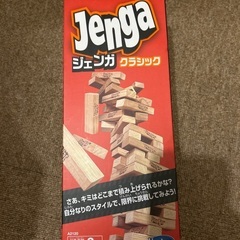 Jenga
ジェンガ クラシック
さあ、キミはどこまで積み上げられるかな？
自分なりのスタイルで、限界に挑戦してみよう！